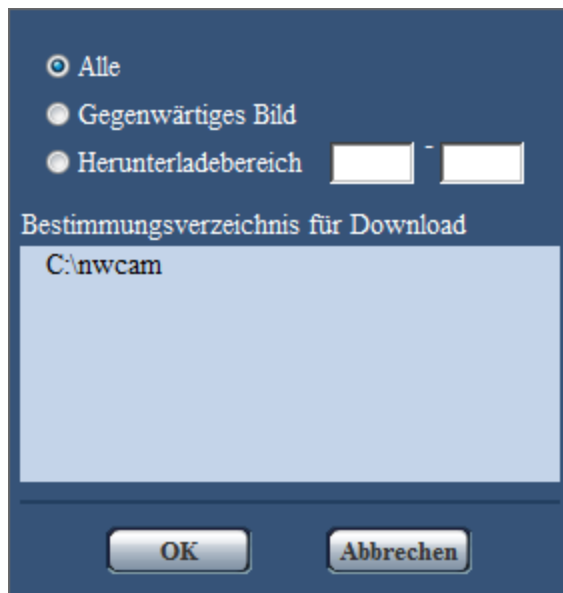 Alle
Gegenwärtiges Bild
Herunterladebereich -
Bestimmungsverzeichnis für Download
C:\nwcam
OK Abbrechen